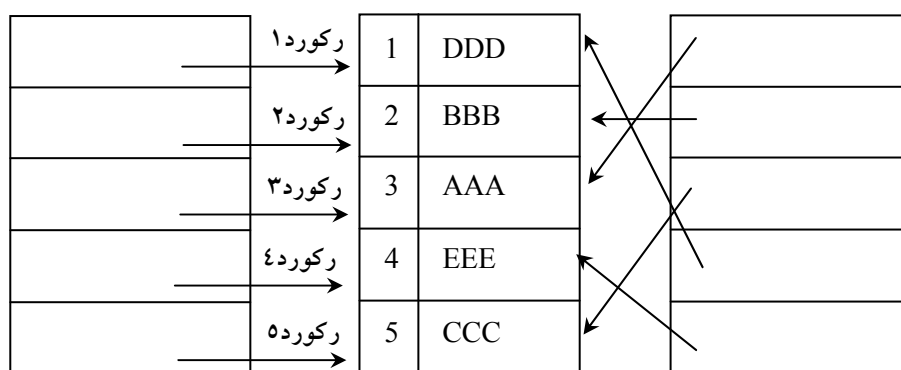 رکورد۱ 1 DDD
رکورد۲ 2 BBB
رکورد۳ 3 AAA
رکورد٤ 4 EEE
رکورد٥ 5 CCC